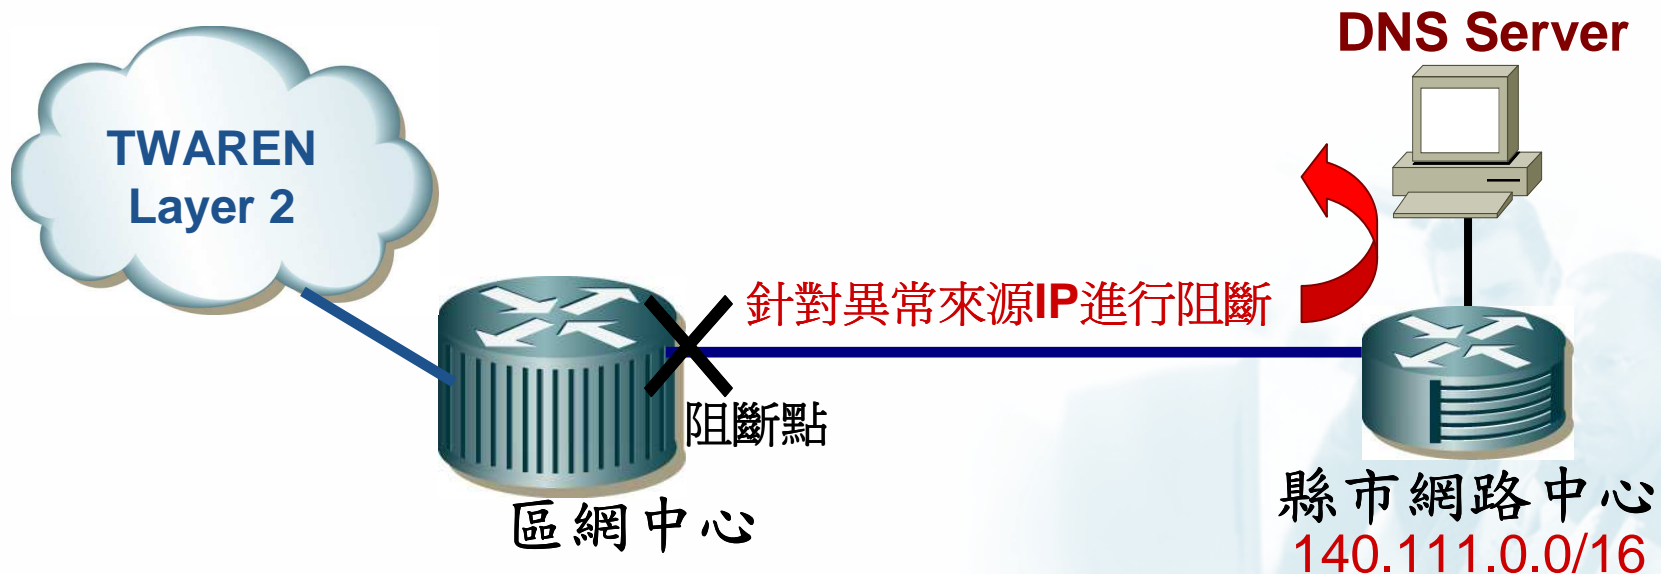 DNS Server
TWAREN
Layer 2
針對異常來源IP進行阻斷
阻斷點
區網中心
縣市網路中心
140.111.0.0/16